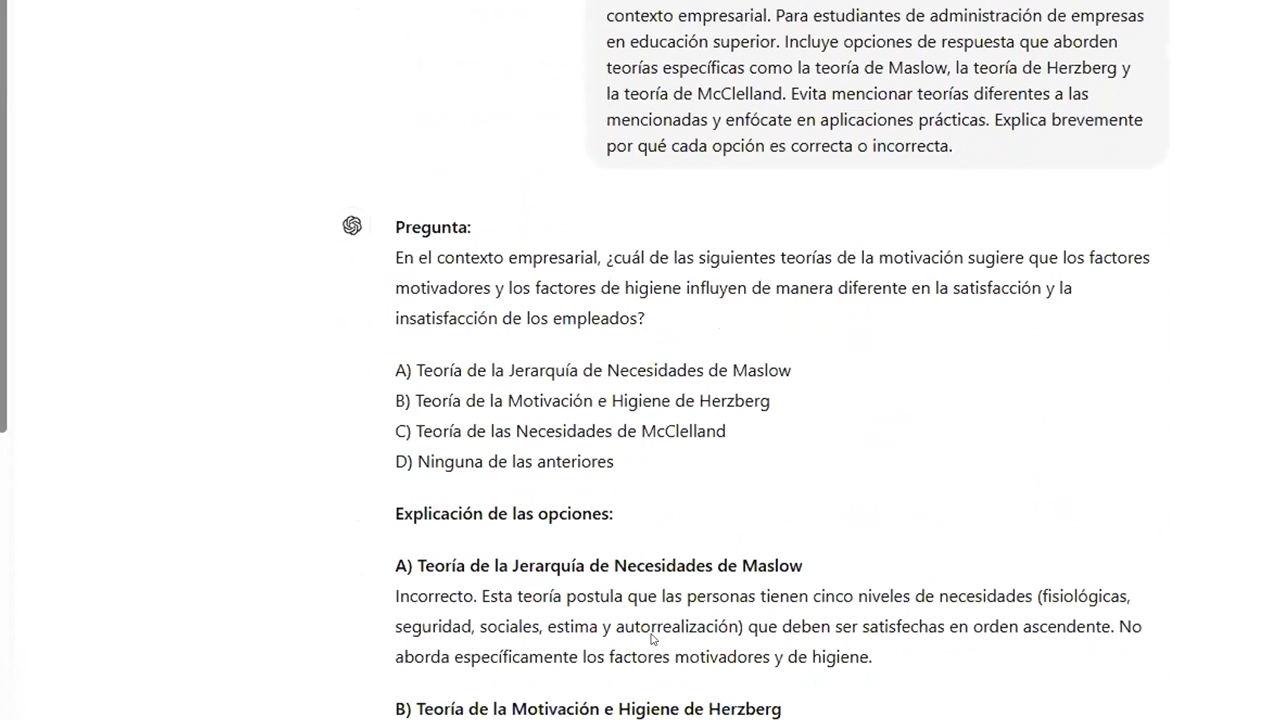 contexto empresarial. Para estudiantes de administración de empresas
en educación superior. Incluye opciones de respuesta que aborden
teorías específicas como la teoría de Maslow, la teoría de Herzberg y
la teoría de McClelland. Evita mencionar teorías diferentes a las
mencionadas y enfócate en aplicaciones prácticas. Explica brevemente
por qué cada opción es correcta o incorrecta.
Pregunta:
En el contexto empresarial, ¿cuál de las siguientes teorías de la motivación sugiere que los factores
motivadores y los factores de higiene influyen de manera diferente en la satisfacción y la
insatisfacción de los empleados?
A) Teoría de la Jerarquía de Necesidades de Maslow
B) Teoría de la Motivación e Higiene de Herzberg
C) Teoría de las Necesidades de McClelland
D) Ninguna de las anteriores
Explicación de las opciones:
A) Teoría de la Jerarquía de Necesidades de Maslow
Incorrecto. Esta teoría postula que las personas tienen cinco niveles de necesidades (fisiológicas,
seguridad, sociales, estima y autorrealización) que deben ser satisfechas en orden ascendente. No
aborda específicamente los factores motivadores y de higiene.
B) Teoría de la Motivación e Higiene de Herzberg